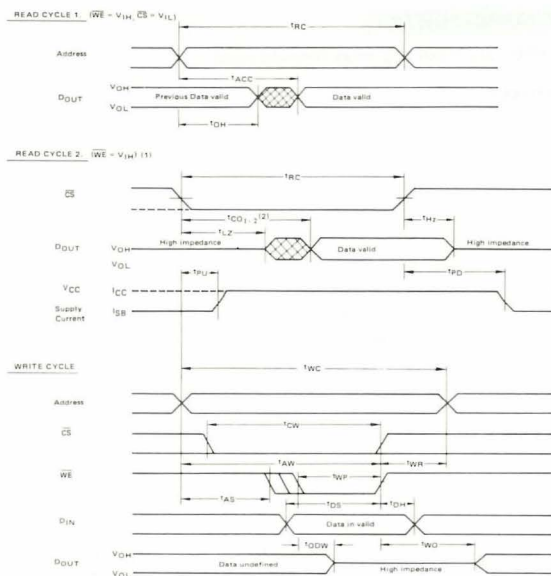 READ CYCLE 1. (WE = VIH, CS = VIL)
tRC
Address
tACC
DOUT
VOH
VOL
Previous Data valid
Data valid
tOH
READ CYCLE 2. (WE = VIH) (1)
tRC
CS
tCO1, 2 (2)
tHZ
tLZ
DOUT
VOH
VOL
High impedance
Data valid
High impedance
tPU
tPD
VCC
Supply
Current
ICC
ISB
WRITE CYCLE
tWC
Address
tCW
CS
tAW
tWR
WE
tWP
tAS
tDS
tDH
DIN
Data in valid
tODW
tWO
DOUT
VOH
VOL
Data undefined
High impedance